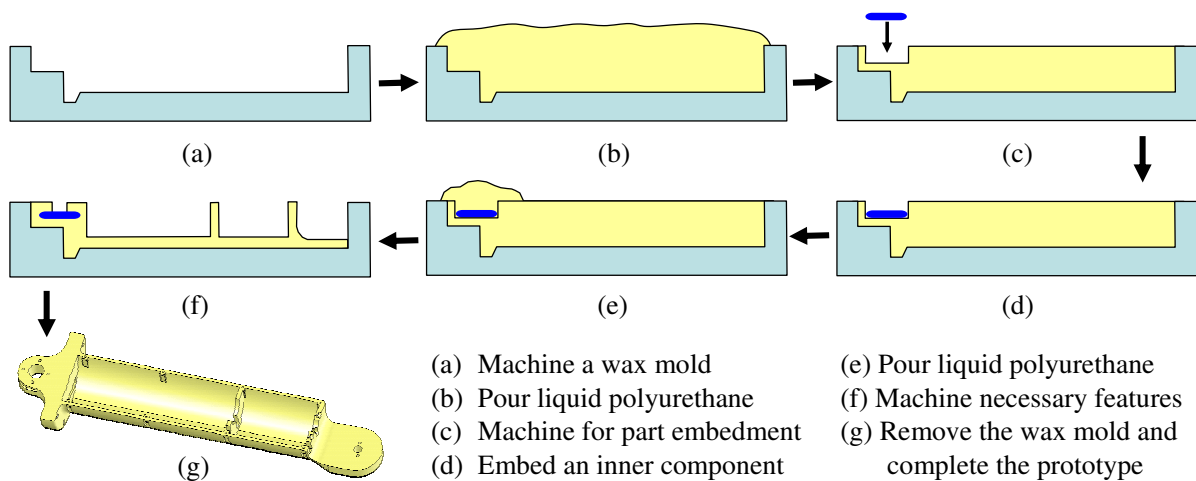 (a)
(b)
(c)
(f)
(e)
(d)
(g)
(a) Machine a wax mold
(b) Pour liquid polyurethane
(c) Machine for part embedment
(d) Embed an inner component
(e) Pour liquid polyurethane
(f) Machine necessary features
(g) Remove the wax mold and
complete the prototype